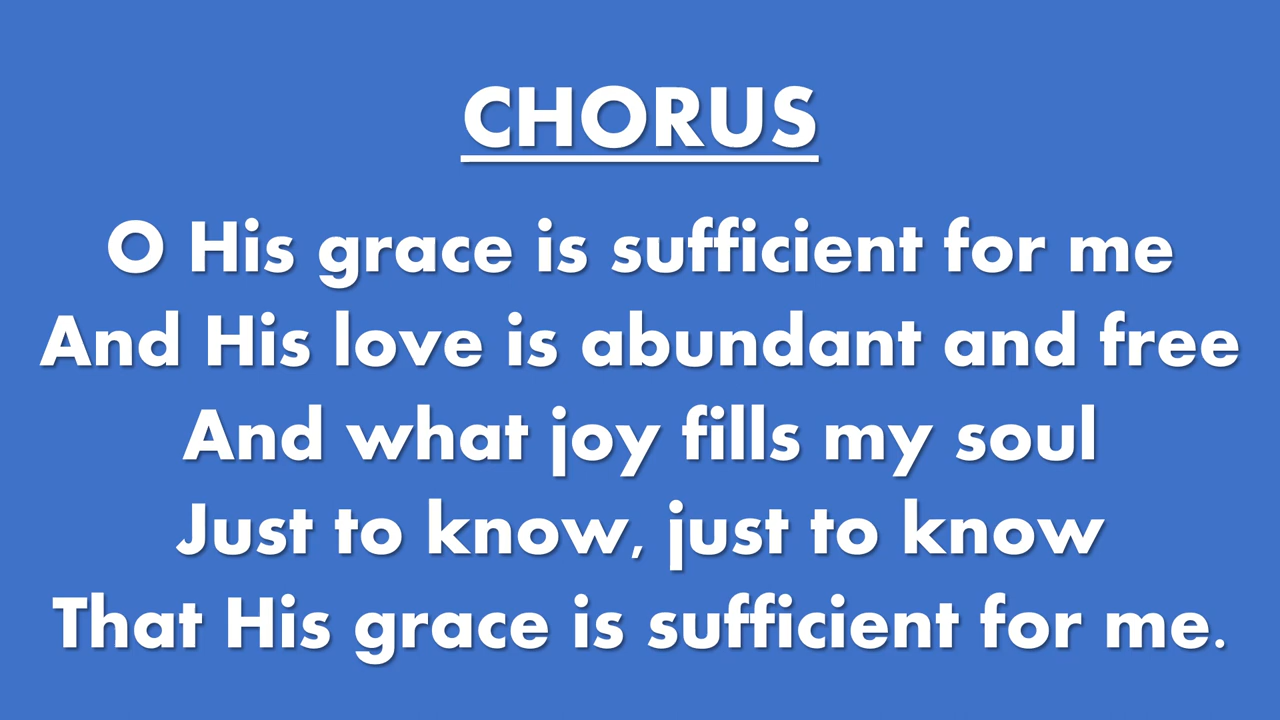 CHORUS
O His grace is sufficient for me
And His love is abundant and free
And what joy fills my soul
Just to know, just to know
That His grace is sufficient for me.